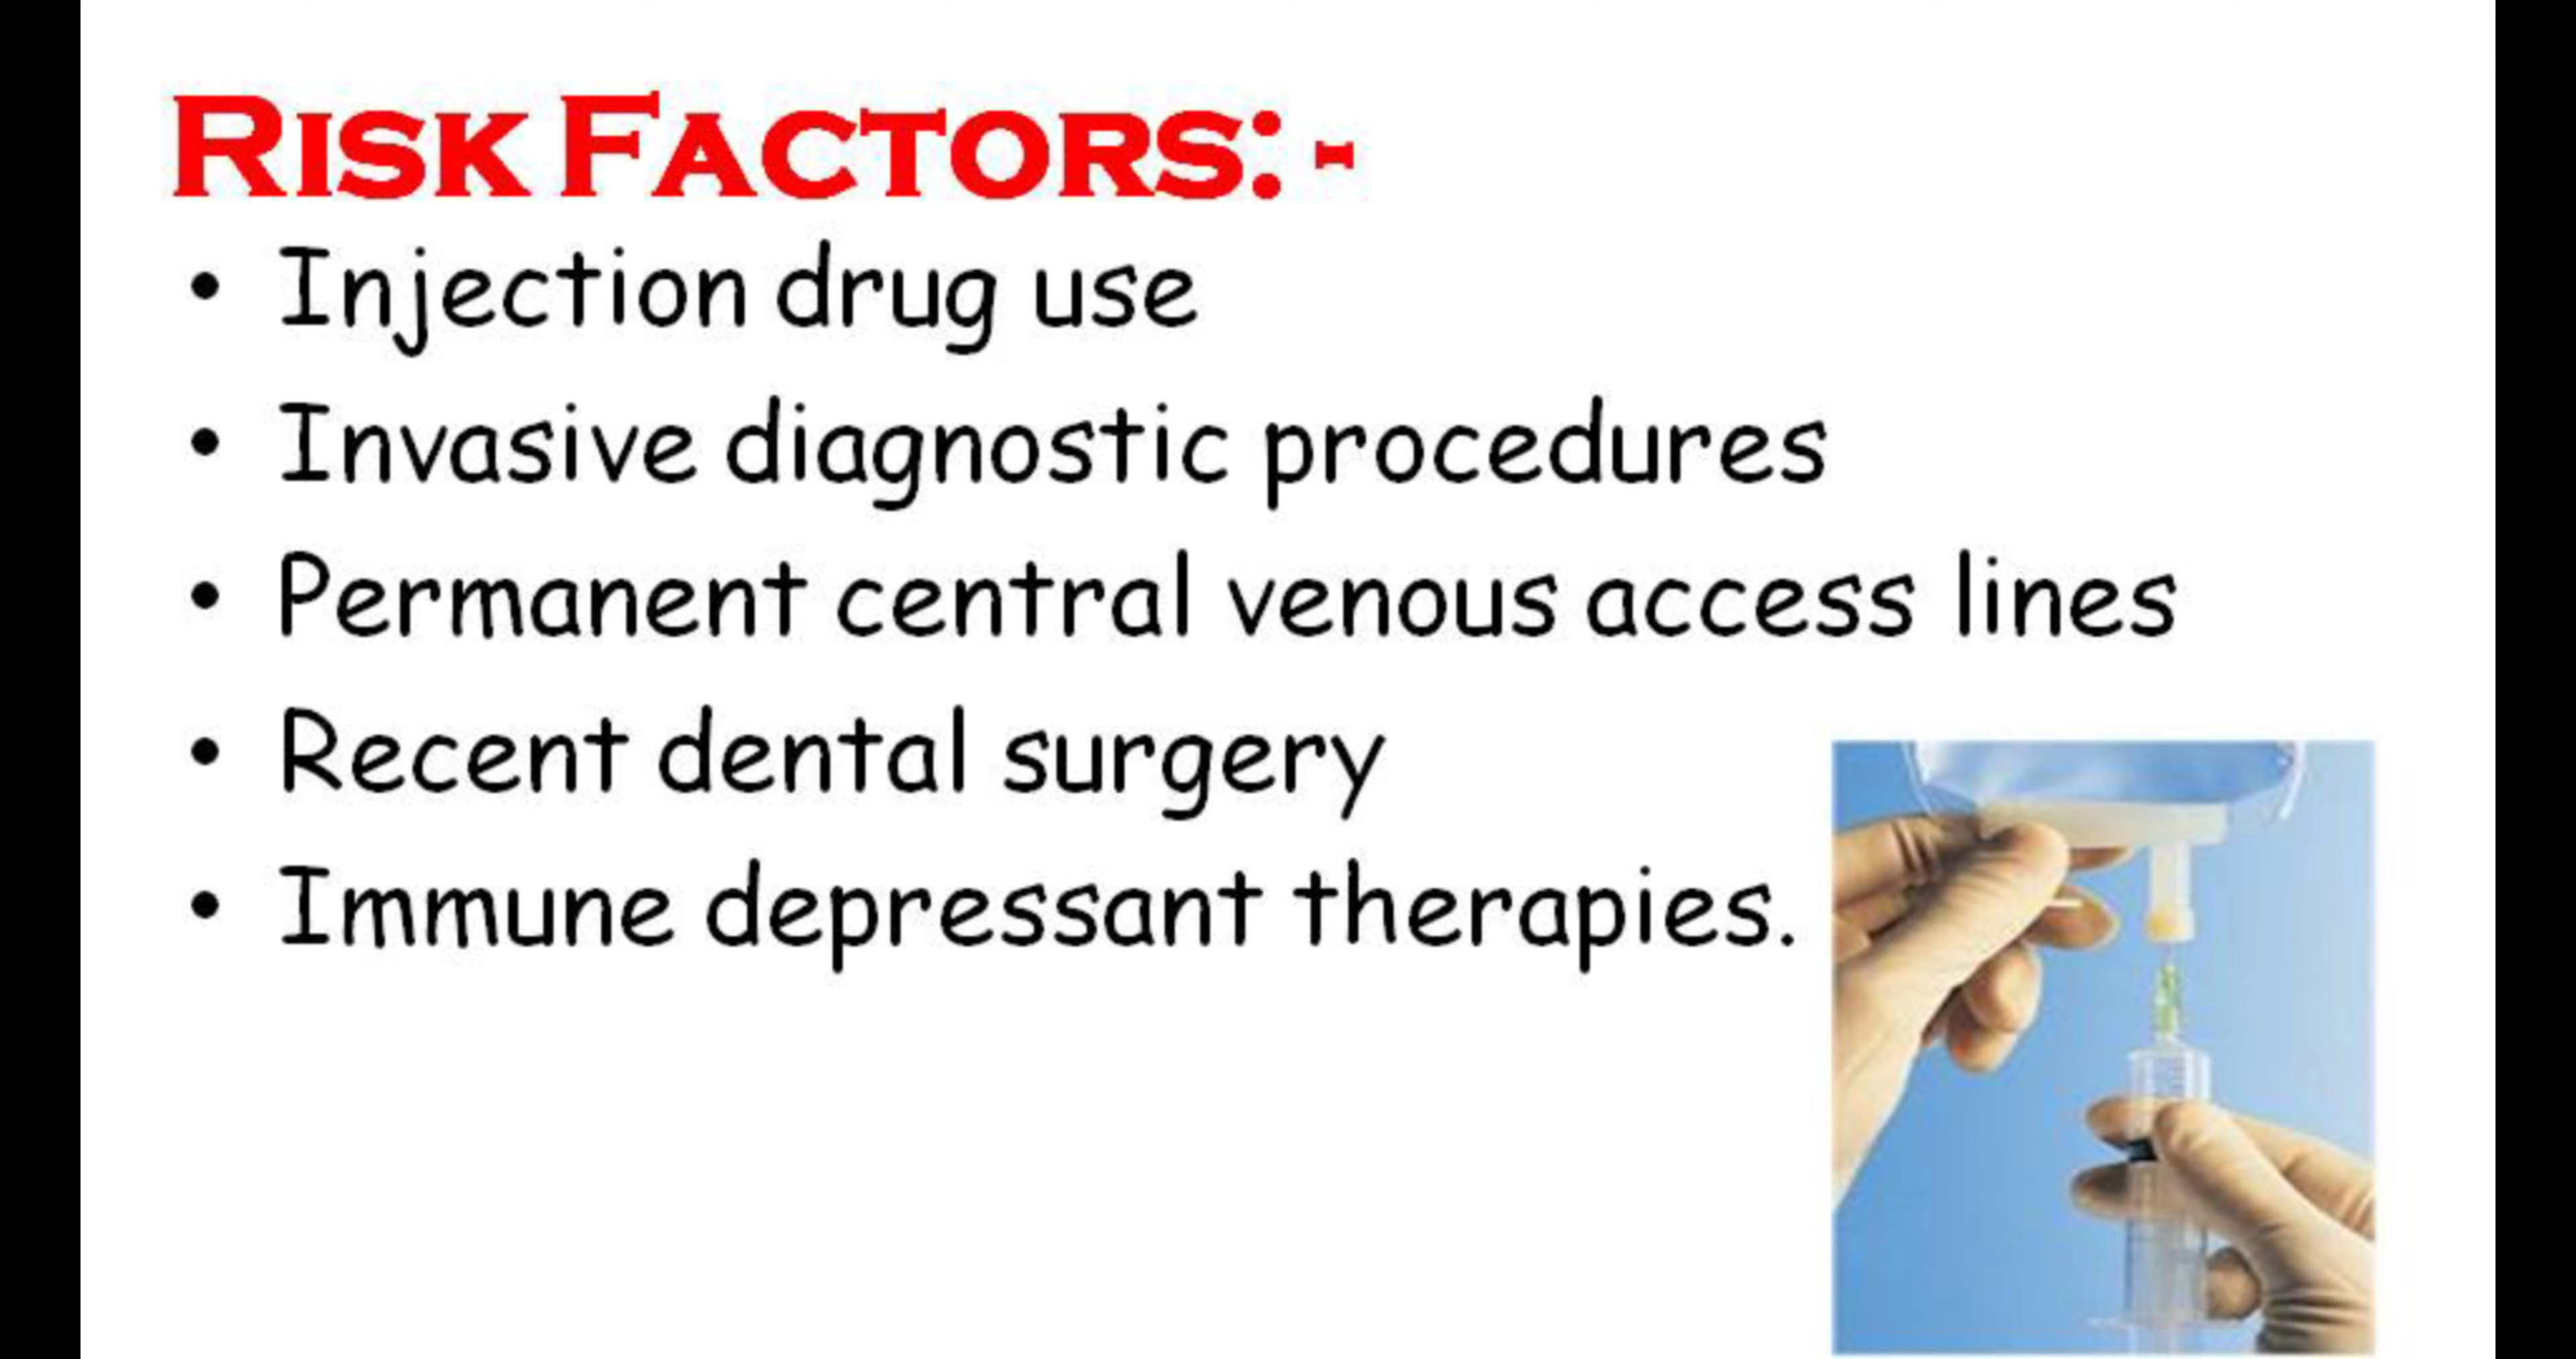 RISK FACTORS: -
• Injection drug use
• Invasive diagnostic procedures
• Permanent central venous access lines
• Recent dental surgery
• Immune depressant therapies.